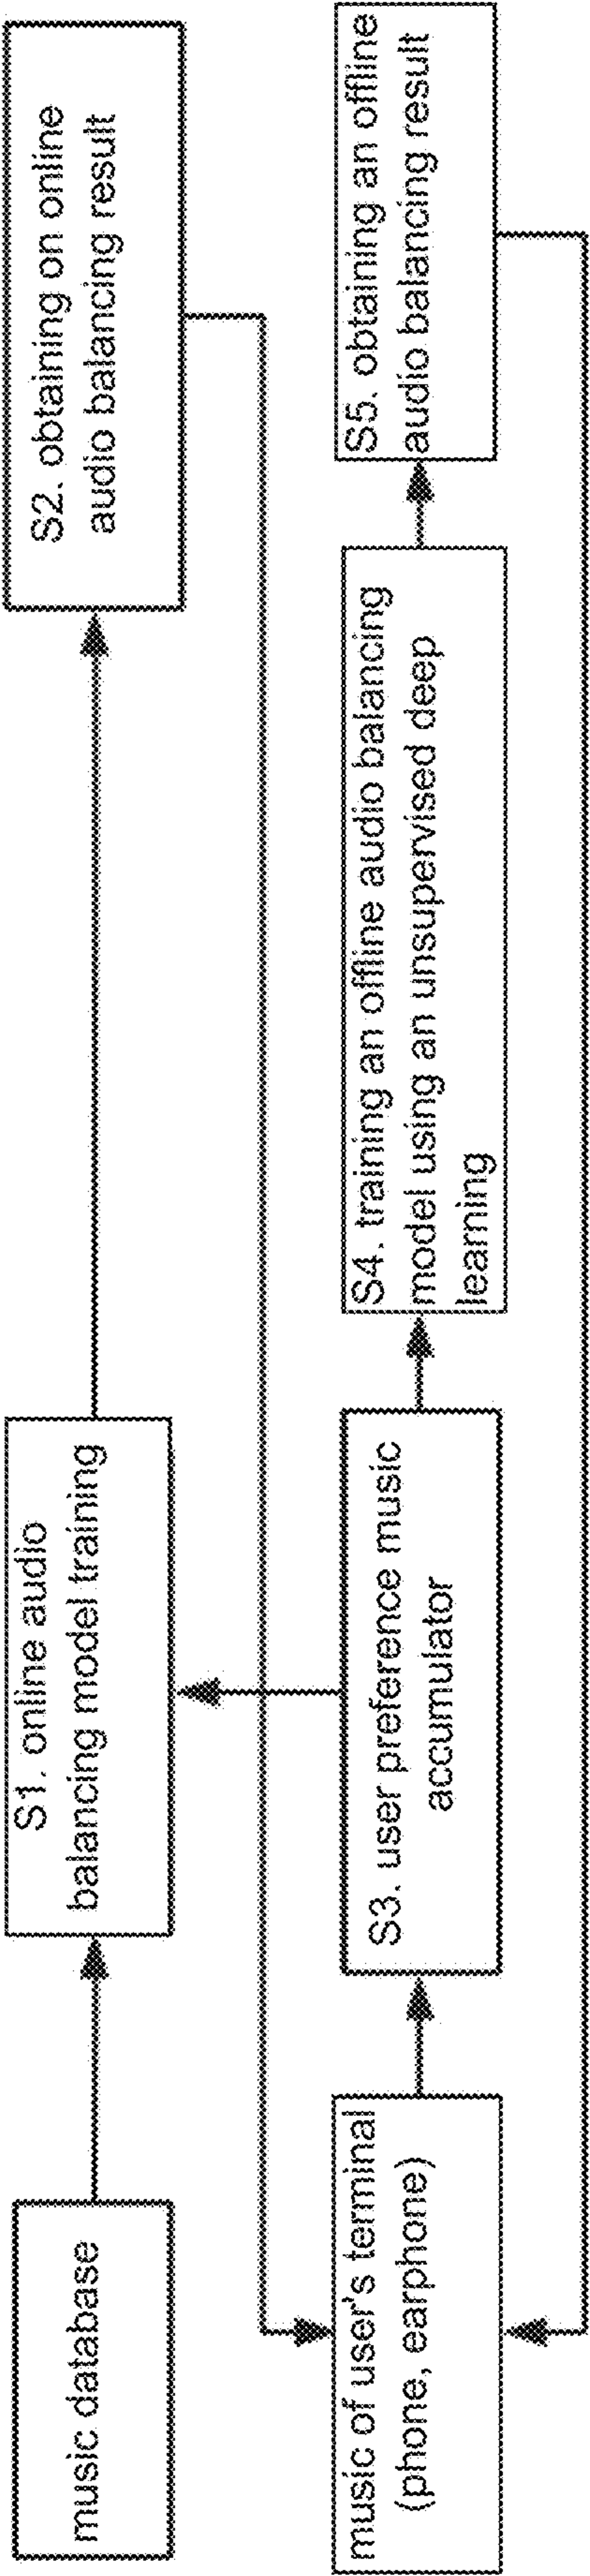 music database
S1. online audio
balancing model training
S2. obtaining on online
audio balancing result
music of user's terminal
(phone, earphone)
S3. user preference music
accumulator
S4. training an offline audio balancing
model using an unsupervised deep
learning
S5. obtaining an offline
audio balancing result